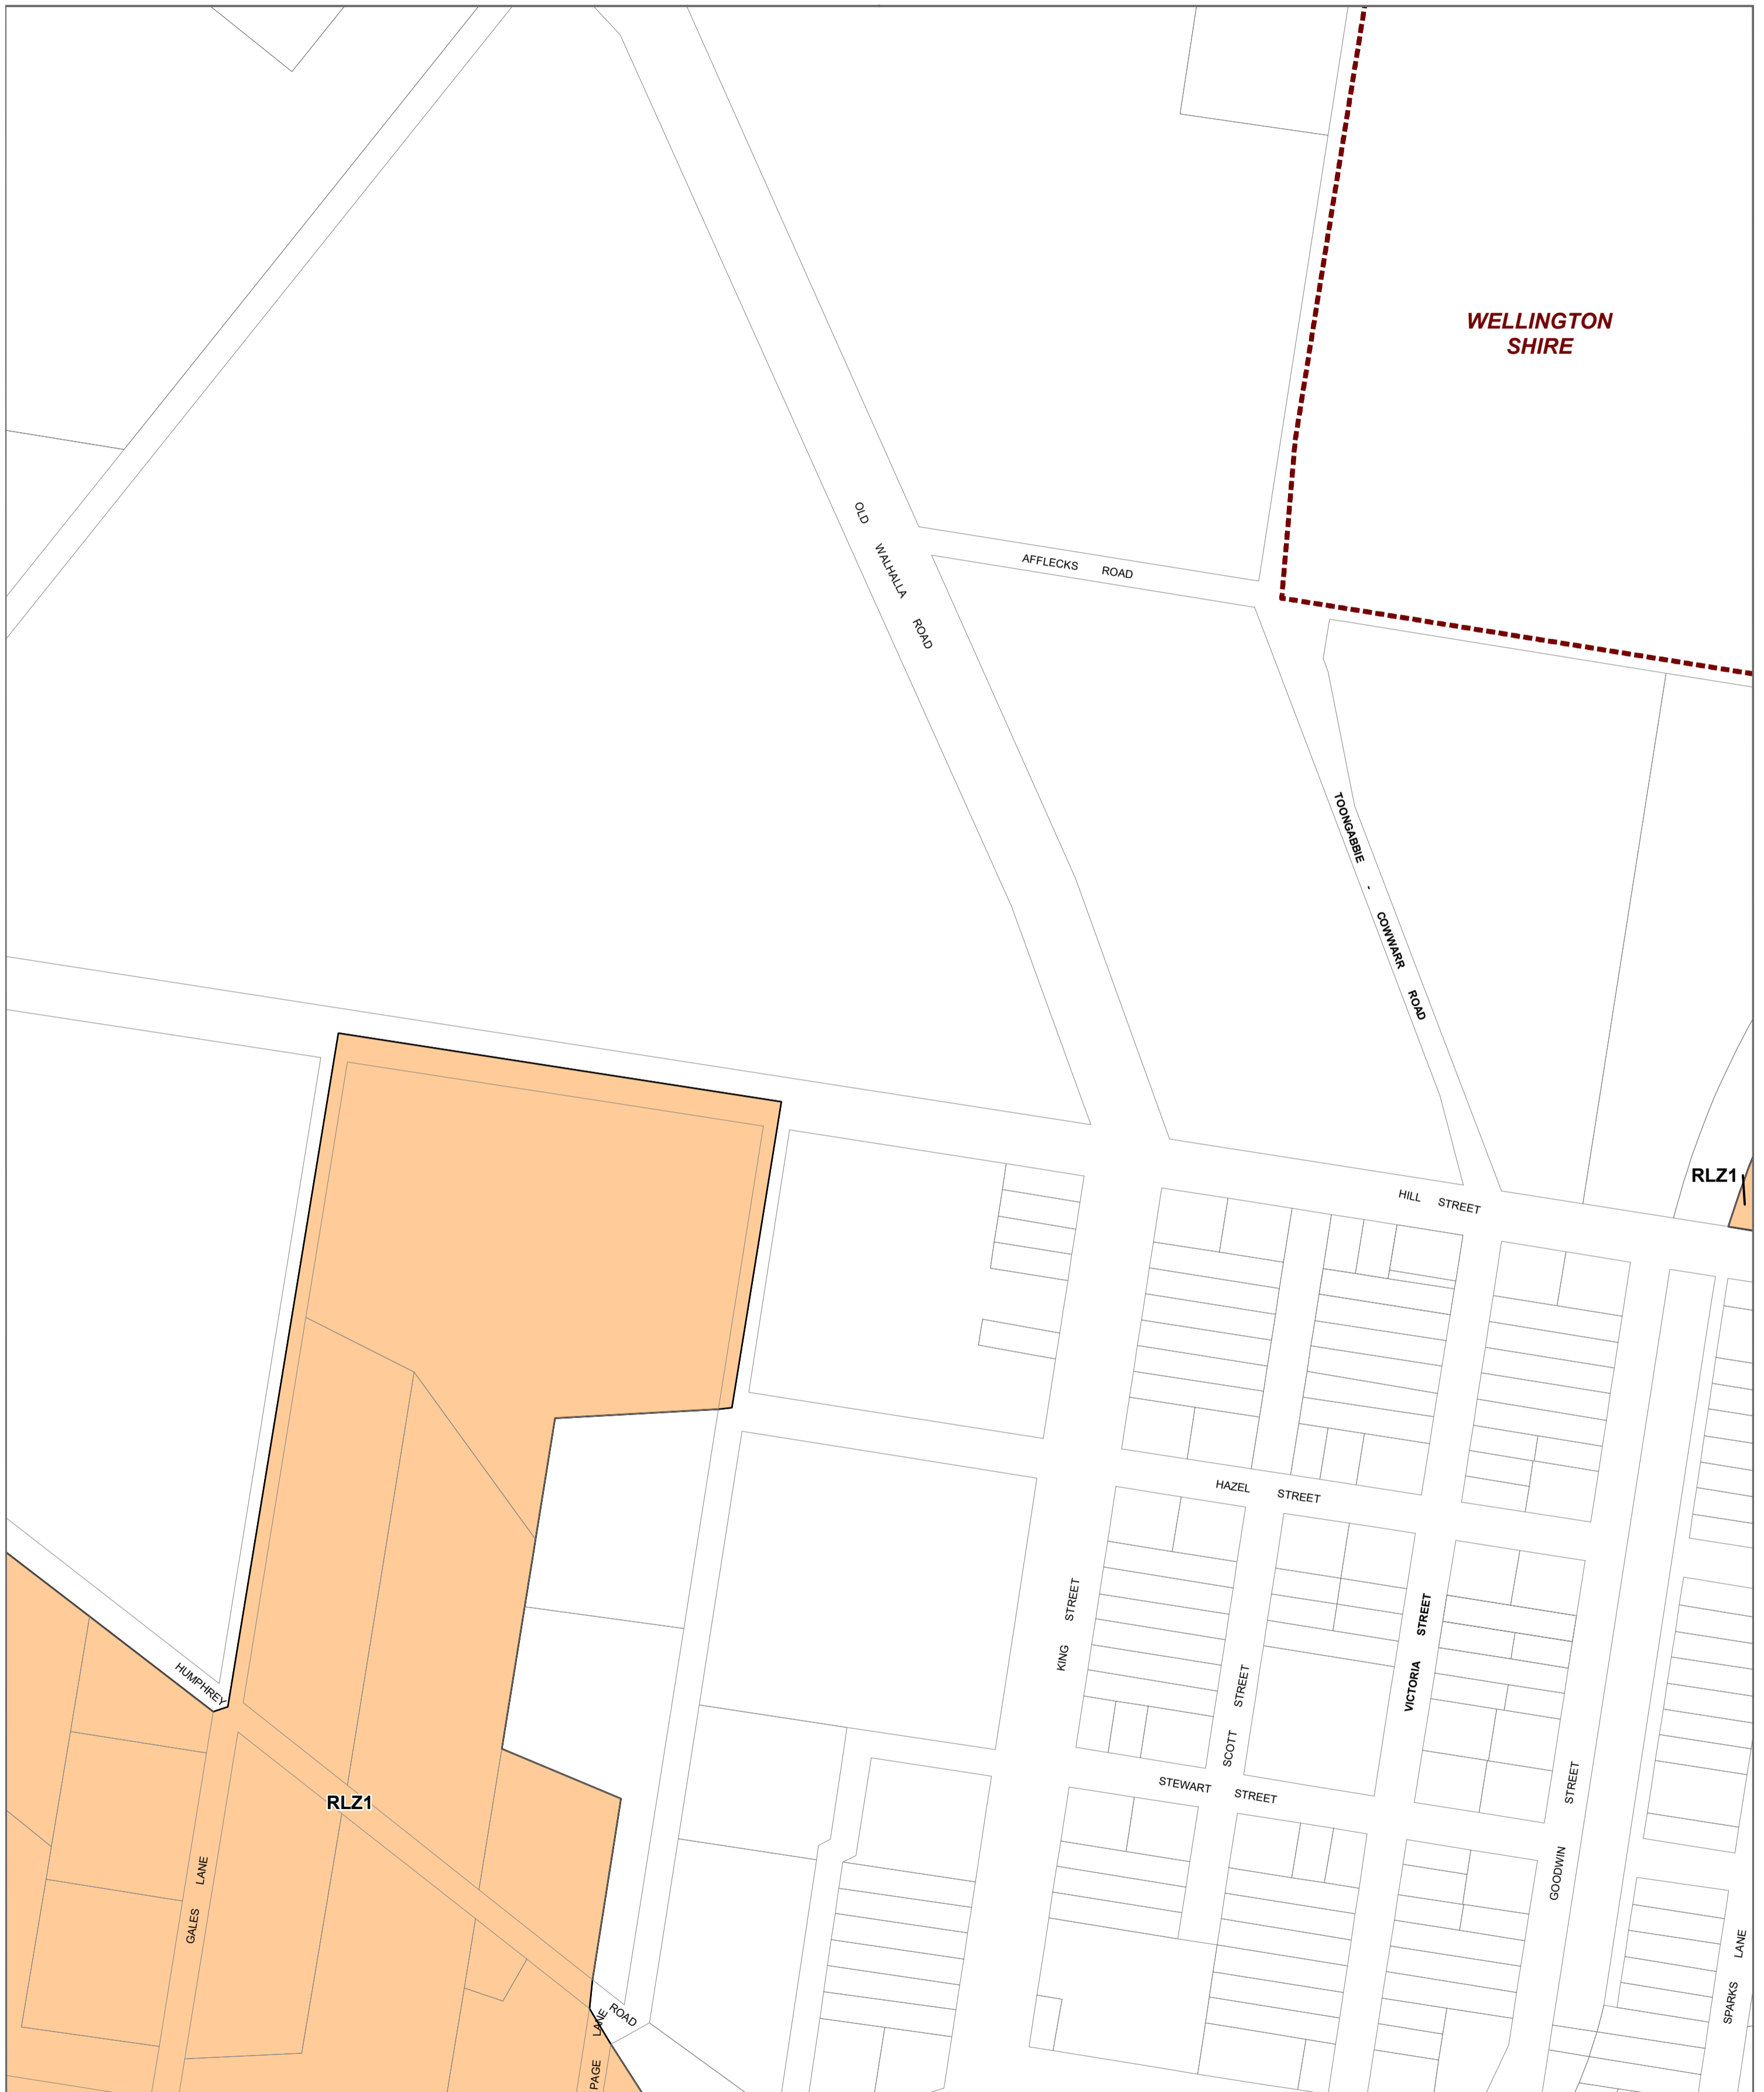 WELLINGTON
SHIRE
OLD WALHALLA ROAD
AFFLECKS ROAD
TOONGABBIE - COWWARR ROAD
RLZ1
HILL STREET
HAZEL STREET
KING STREET
SCOTT STREET
VICTORIA STREET
STEWART STREET
GOODWIN STREET
SPARKS LANE
HUMPHREY ROAD
RLZ1
GALES LANE
PAGE LANE